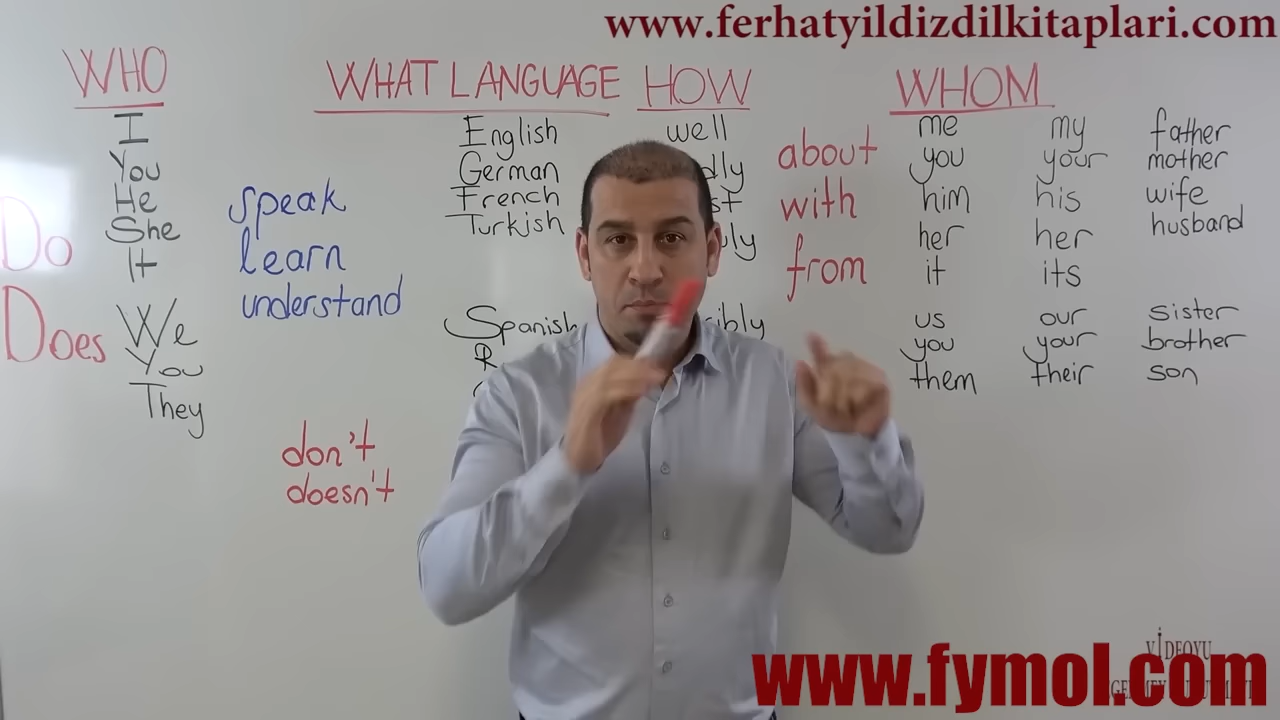 www.ferhatyildizdilkitaplari.com
WHO WHAT LANGUAGE HOW WHOM
I English well about me my father
You German with you your mother
He speak French from him his wife
Do She learn Turkish her her husband
It understand it its
Does We Spanish us our sister
You you your brother
They them their son
don't
doesn't
VİDEOYU
www.fymol.com